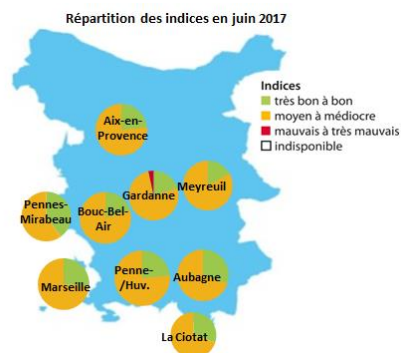 Répartition des indices en juin 2017
Indices
très bon à bon
moyen à médiocre
mauvais à très mauvais
indisponible
Aix-en-
Provence
Gardanne
Meyreuil
Pennes-
Mirabeau
Bouc-Bel-
Air
Marseille
Penne-
/Huv.
Aubagne
La Ciotat